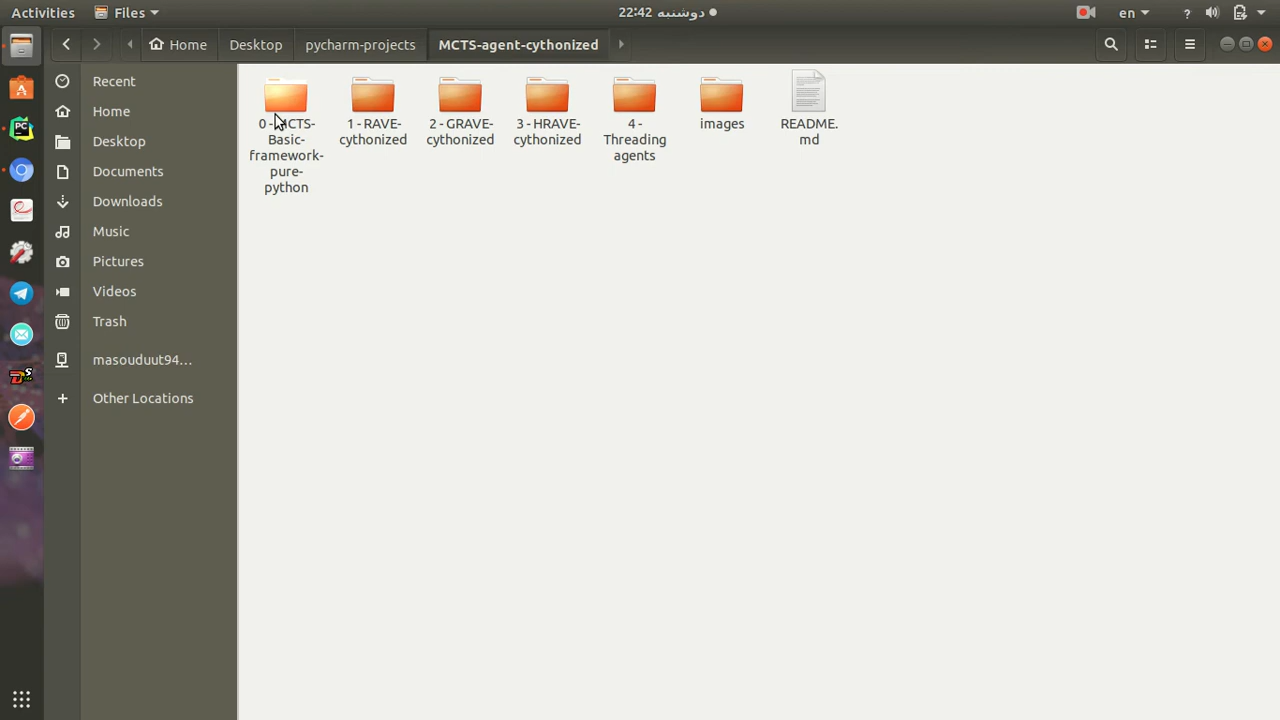 Activities
Files
22:42 دوشنبه
en
Home
Desktop
pycharm-projects
MCTS-agent-cythonized
Recent
Home
Desktop
Documents
Downloads
Music
Pictures
Videos
Trash
masouduut94...
Other Locations
0 - MCTS-
Basic-
framework-
pure-
python
1 - RAVE-
cythonized
2 - GRAVE-
cythonized
3 - HRAVE-
cythonized
4 -
Threading
agents
images
README.
md